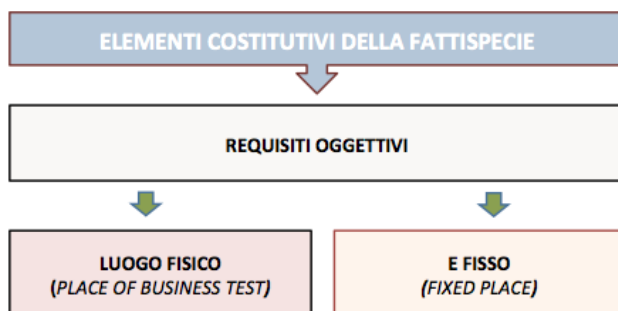 ELEMENTI COSTITUTIVI DELLA FATTISPECIE
REQUISITI OGGETTIVI
LUOGO FISICO
(PLACE OF BUSINESS TEST)
E FISSO
(FIXED PLACE)